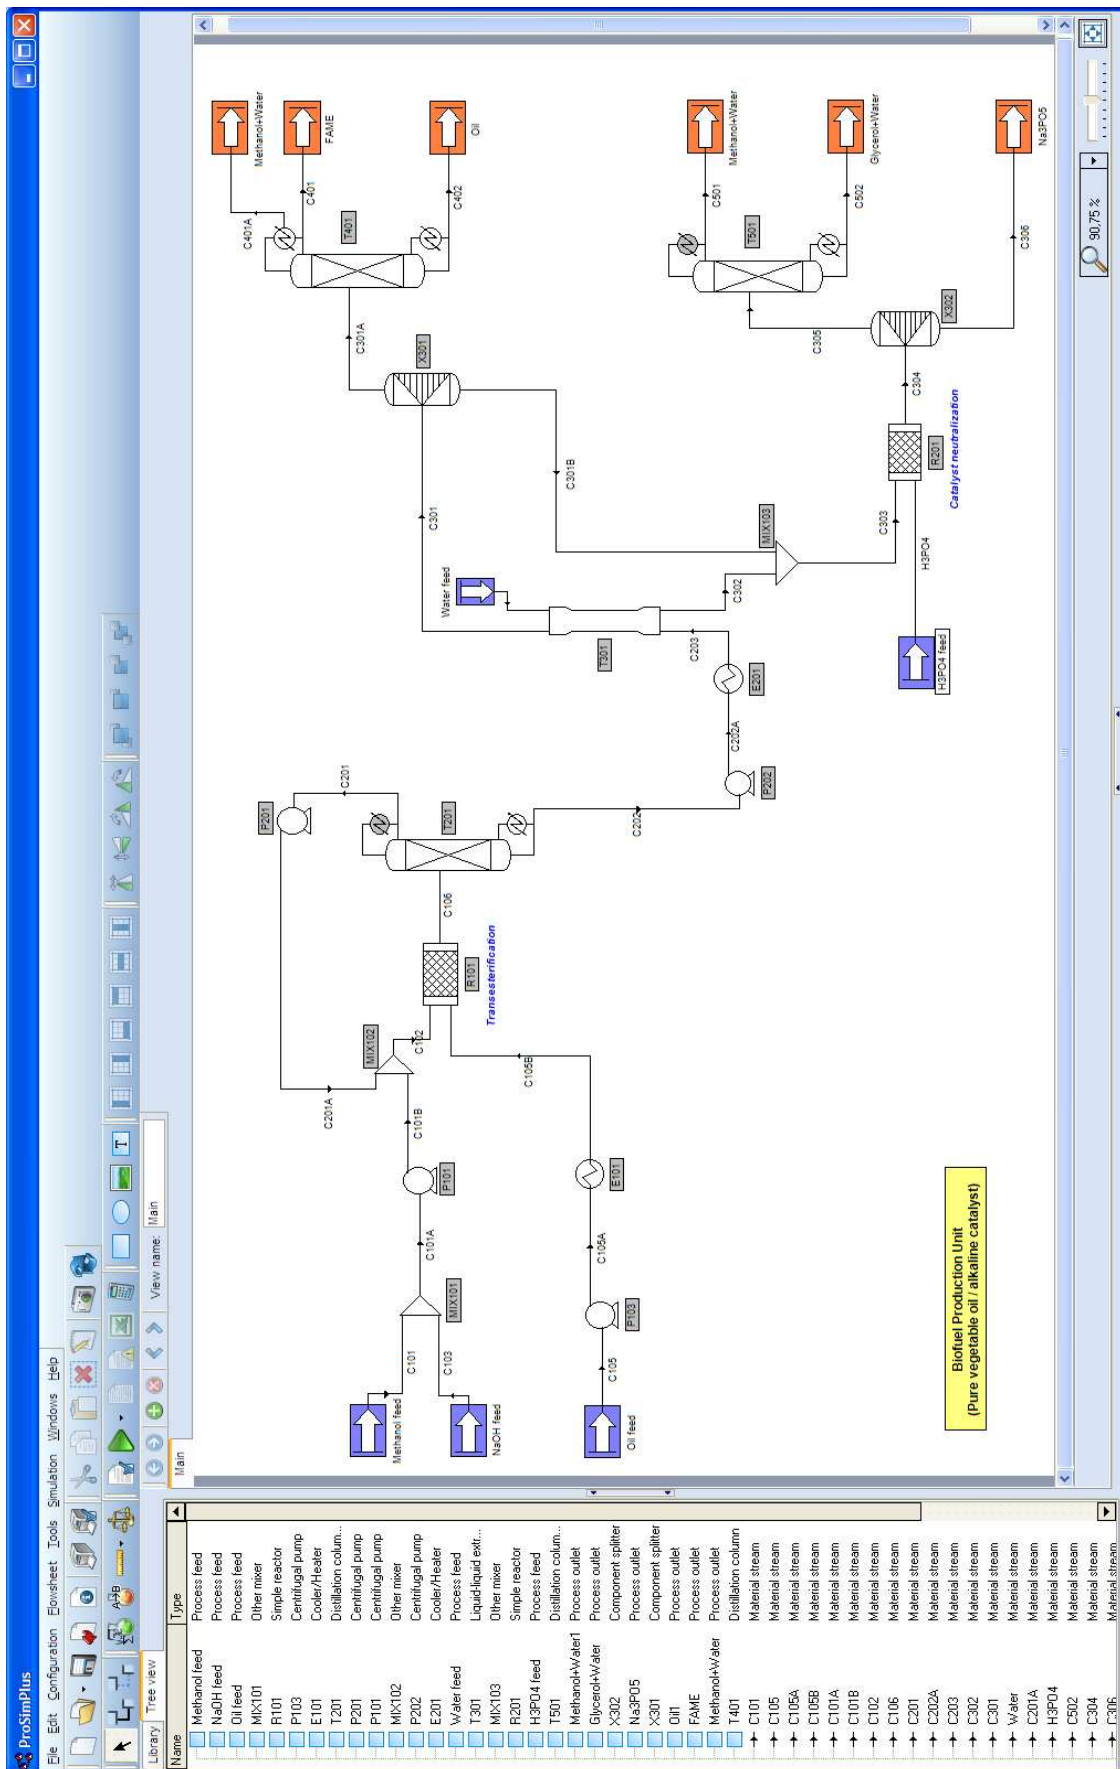 ProSimPlus
File Edit Configuration Flowsheet Tools Simulation Windows Help
Library Tree view
Name Type
Methanol feed Process feed
NaOH feed Process feed
Oil feed Process feed
MIX101 Other mixer
R101 Simple reactor
P103 Centrifugal pump
E101 Cooler/Heater
T201 Distillation colum...
P201 Centrifugal pump
P101 Centrifugal pump
MIX102 Other mixer
P202 Centrifugal pump
E201 Cooler/Heater
Water feed Process feed
T301 Liquid-liquid extr...
MIX103 Other mixer
R201 Simple reactor
H3PO4 feed Process feed
T501 Distillation colum...
Methanol+Water1 Process outlet
Glycerol+Water Process outlet
X302 Component splitter
Na3PO5 Process outlet
X301 Component splitter
Oil1 Process outlet
FAME Process outlet
Methanol+Water Process outlet
T401 Distillation column
C101 Material stream
C105 Material stream
C105A Material stream
C105B Material stream
C101A Material stream
C101B Material stream
C102 Material stream
C106 Material stream
C201 Material stream
C202A Material stream
C203 Material stream
C302 Material stream
C301 Material stream
Water Material stream
C201A Material stream
C101A Material stream
H3PO4 Material stream
C502 Material stream
C304 Material stream
C306 Material stream
View name: Main
Main
Methanol+Water
FAME
Oil
C401A
C401
C402
T401
C301A
X301
C301
C301B
Water feed
T301
C203
C302
MIX103
C303
H3PO4
H3PO4 feed
R201
Catalyst neutralization
C304
X302
C305
C306
Na3PO5
T501
C501
C502
Methanol+Water
Glycerol+Water
E201
C202A
P202
C202
T201
C201
P201
C201A
C106
R101
Transesterification
MIX102
C102
C101B
P101
C101A
MIX101
C101
C103
Methanol feed
NaOH feed
C105B
E101
C105A
P103
C105
Oil feed
Biofuel Production Unit
(Pure vegetable oil / alkaline catalyst)
90,75 %